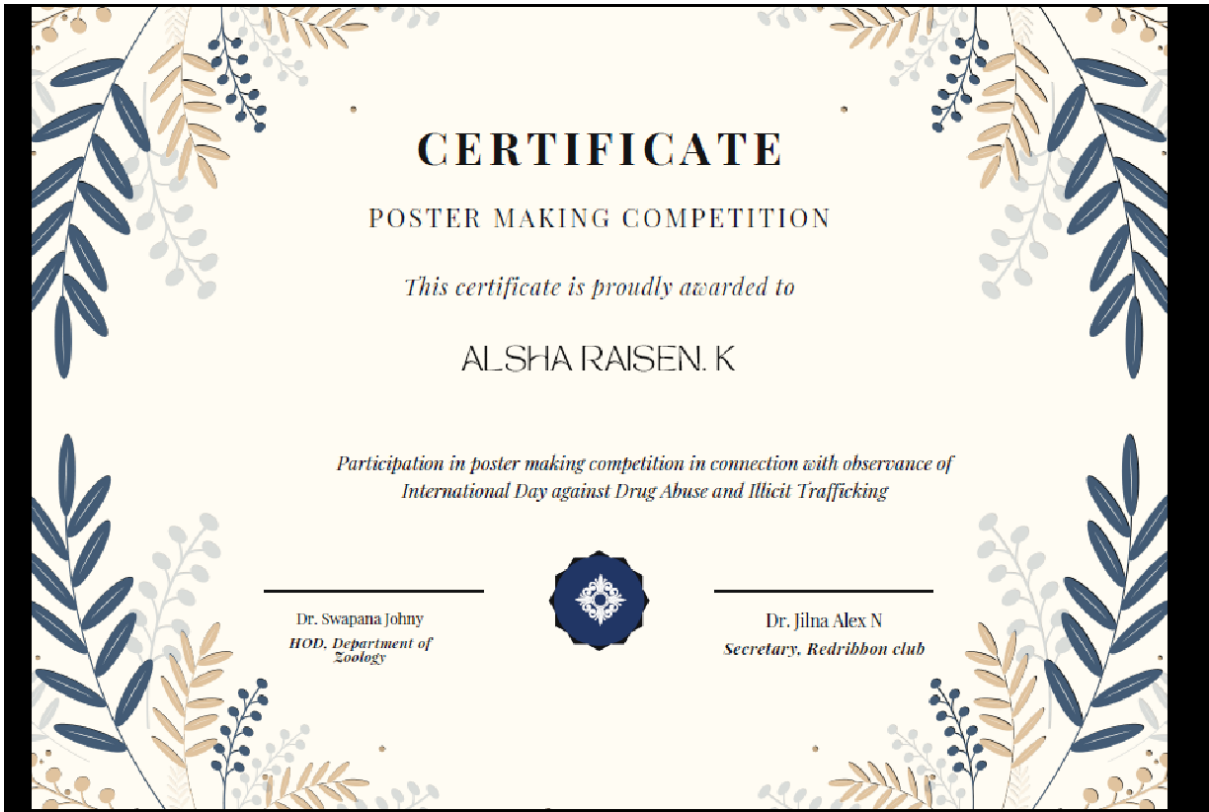 CERTIFICATE
POSTER MAKING COMPETITION
This certificate is proudly awarded to
ALSHA RAISEN. K
Participation in poster making competition in connection with observance of
International Day against Drug Abuse and Illicit Trafficking
Dr. Swapana Johny
HOD, Department of
Zoology
Dr. Jilna Alex N
Secretary, Redribbon club